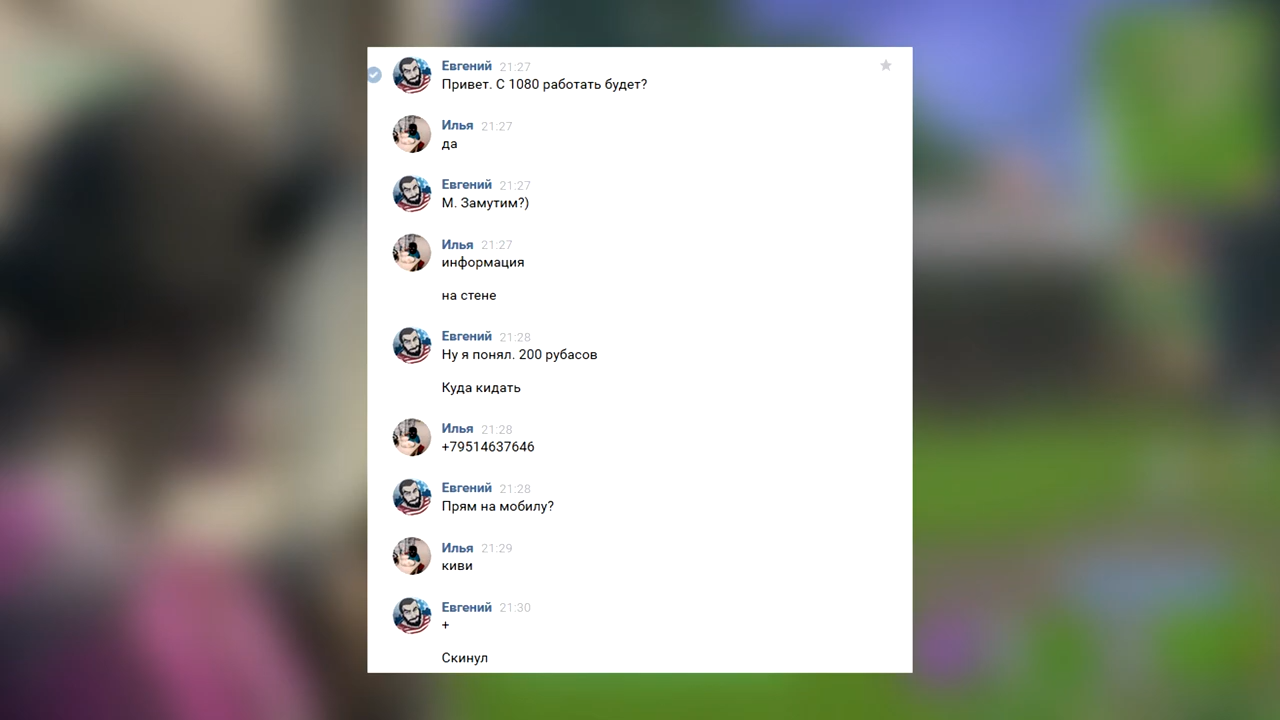 Евгений 21:27
Привет. С 1080 работать будет?
Илья 21:27
да
Евгений 21:27
М. Замутим?)
Илья 21:27
информация
на стене
Евгений 21:28
Ну я понял. 200 рубасов
Куда кидать
Илья 21:28
+79514637646
Евгений 21:28
Прям на мобилу?
Илья 21:29
киви
Евгений 21:30
+
Скинул